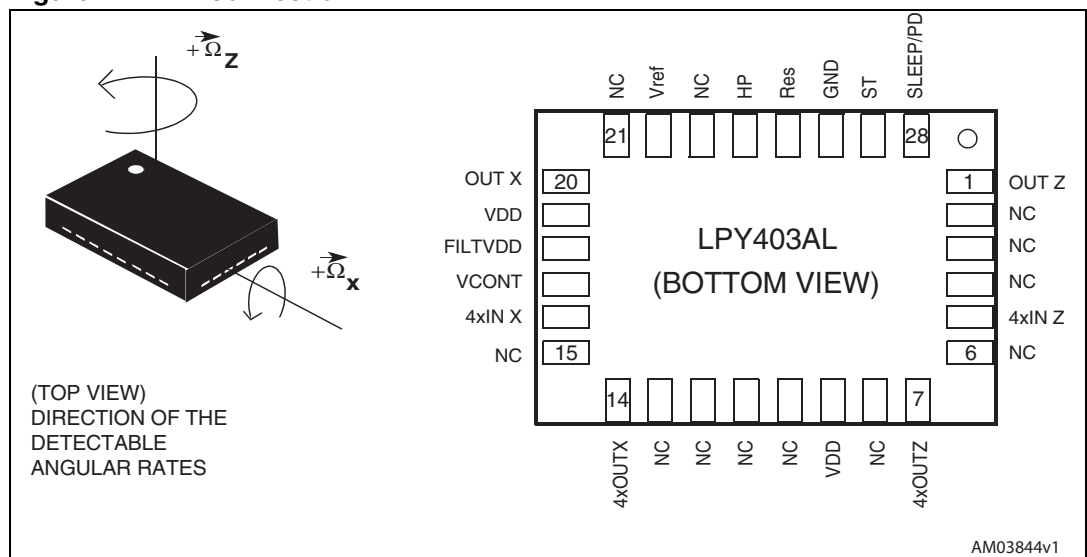 +Ω Z
+Ω x
(TOP VIEW)
DIRECTION OF THE
DETECTABLE
ANGULAR RATES
NC
Vref
NC
HP
Res
GND
ST
SLEEP/PD
21
28
OUT X
20
1
OUT Z
VDD
NC
FILTVDD
NC
VCONT
NC
4xIN X
4xIN Z
NC
15
6
NC
LPY403AL
(BOTTOM VIEW)
14
7
4xOUTX
NC
NC
NC
NC
VDD
NC
4xOUTZ
AM03844v1